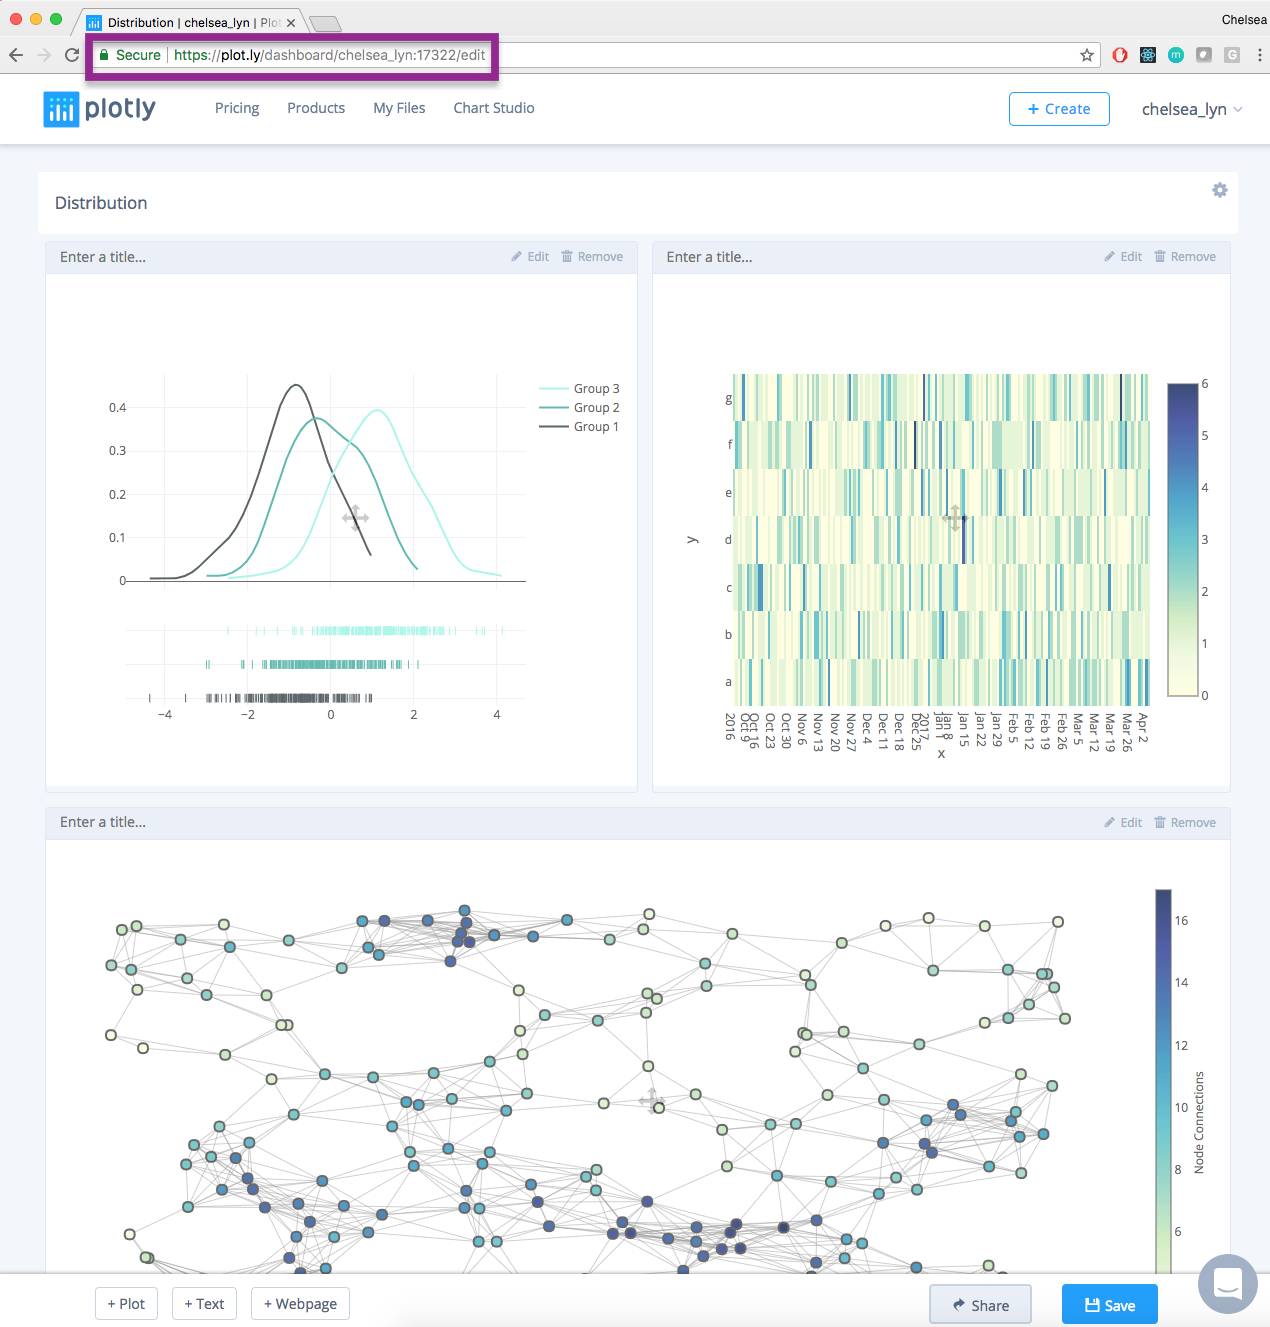 Distribution | chelsea_lyn | Plot
Chelsea
Secure https://plot.ly/dashboard/chelsea_lyn:17322/edit
plotly Pricing Products My Files Chart Studio + Create chelsea_lyn
Distribution
Enter a title... Edit Remove
Group 3
Group 2
Group 1
0.4
0.3
0.2
0.1
0
−4 −2 0 2 4
Enter a title... Edit Remove
g
f
e
d
c
b
a
y
Oct 9 2016 Oct 16 Oct 23 Oct 30 Nov 6 Nov 13 Nov 20 Nov 27 Dec 4 Dec 11 Dec 18 Dec 25 Jan 1 2017 Jan 8 Jan 15 Jan 22 Jan 29 Feb 5 Feb 12 Feb 19 Feb 26 Mar 5 Mar 12 Mar 19 Mar 26 Apr 2
x
6
5
4
3
2
1
0
Enter a title... Edit Remove
16
14
12
10
8
6
Node Connections
+ Plot + Text + Webpage Share Save